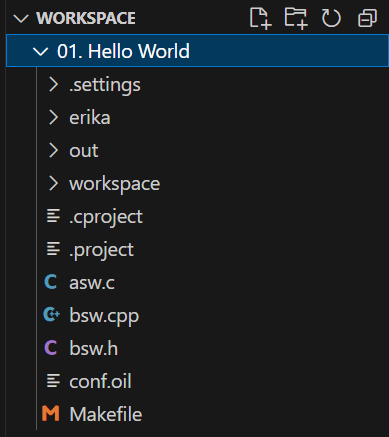 WORKSPACE
01. Hello World
.settings
erika
out
workspace
.cproject
.project
C asw.c
C++ bsw.cpp
C bsw.h
conf.oil
M Makefile